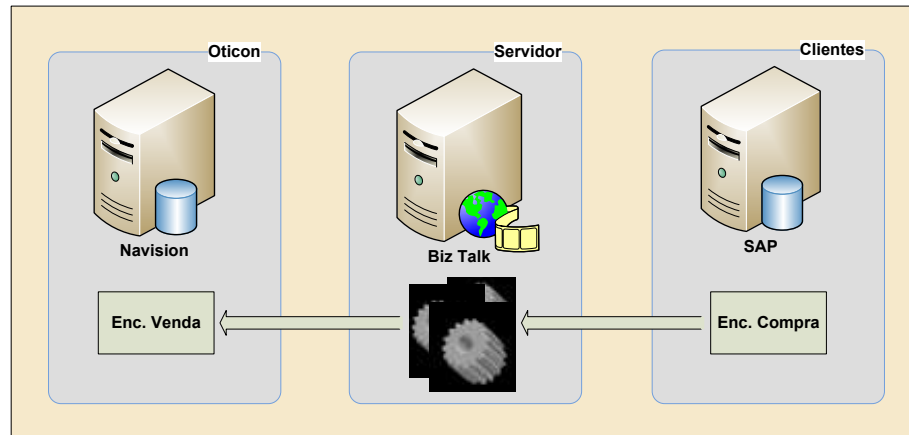 Oticon
Servidor
Clientes
Navision
Biz Talk
SAP
Enc. Venda
Enc. Compra